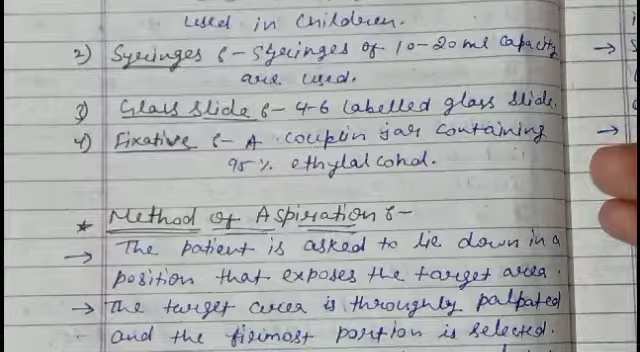 used in Children.
2) Syringes :- Syringes of 10-20 ml capacity
are used.
3) Glass slide :- 4-6 labelled glass slide.
4) Fixative :- A couplin jar containing
95% ethylalcohol.
* Method of Aspiration :-
→ The patient is asked to lie down in a
position that exposes the target area.
→ The target area is throughly palpated
and the firmost portion is selected.